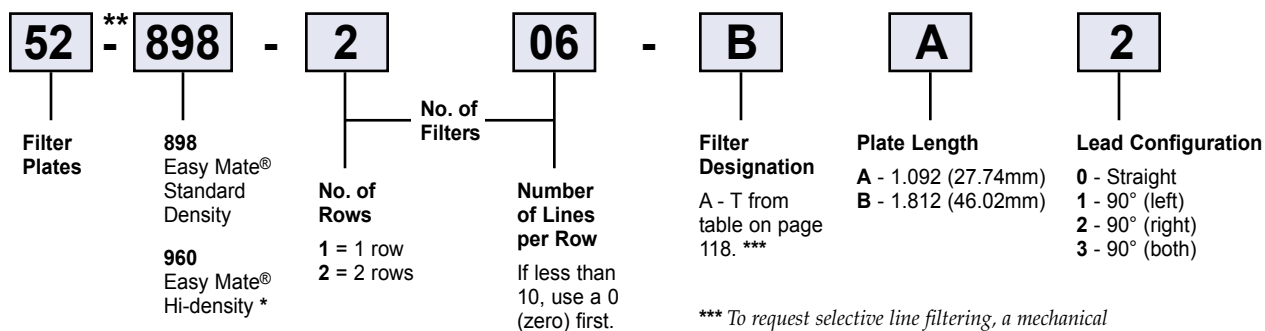 52 -** 898 - 2 06 - B A 2
No. of
Filters
Filter
Plates
898
Easy Mate®
Standard
Density
960
Easy Mate®
Hi-density *
No. of
Rows
1 = 1 row
2 = 2 rows
Number
of Lines
per Row
If less than
10, use a 0
(zero) first.
Filter
Designation
A - T from
table on page
118. ***
Plate Length
A - 1.092 (27.74mm)
B - 1.812 (46.02mm)
Lead Configuration
0 - Straight
1 - 90° (left)
2 - 90° (right)
3 - 90° (both)
*** To request selective line filtering, a mechanical